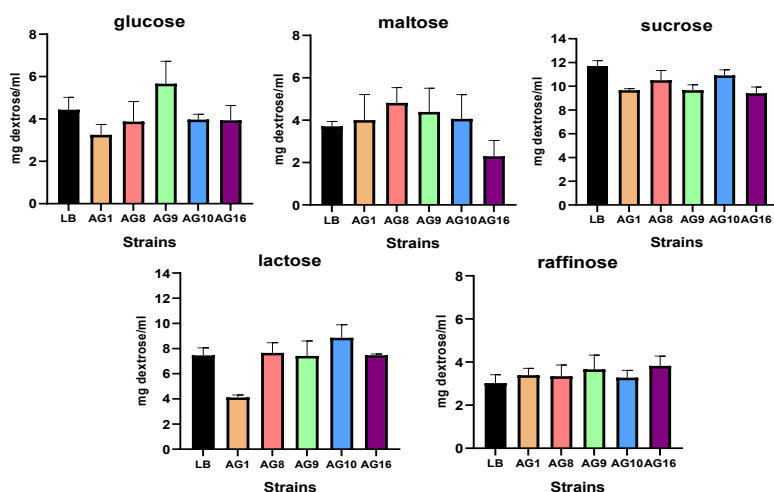 glucose
mg dextrose/ml
8
6
4
2
0
LB AG1 AG8 AG9 AG10 AG16
Strains
maltose
mg dextrose/ml
8
6
4
2
0
LB AG1 AG8 AG9 AG10 AG16
Strains
sucrose
mg dextrose/ml
14
12
10
8
6
4
2
0
LB AG1 AG8 AG9 AG10 AG16
Strains
lactose
mg dextrose/ml
14
12
10
8
6
4
2
0
LB AG1 AG8 AG9 AG10 AG16
Strains
raffinose
mg dextrose/ml
8
6
4
2
0
LB AG1 AG8 AG9 AG10 AG16
Strains